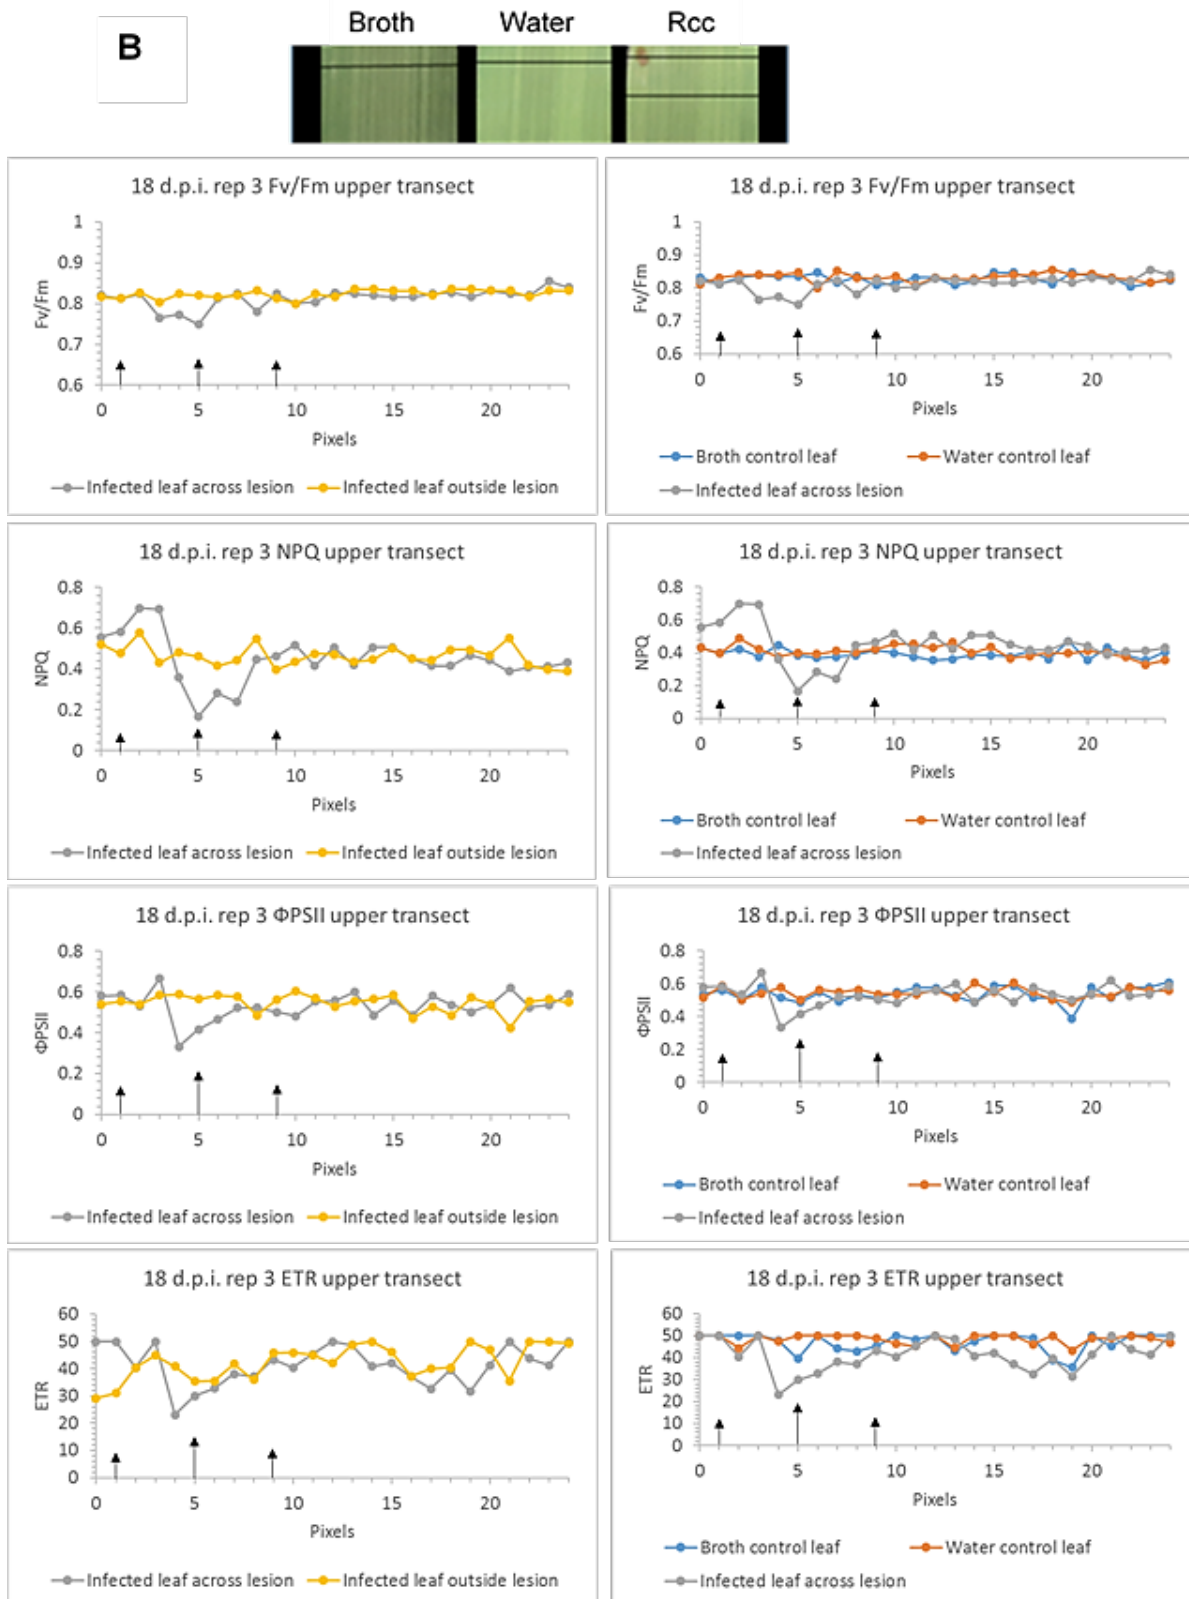 B
Broth Water Rcc
18 d.p.i. rep 3 Fv/Fm upper transect
1
0.9
0.8
0.7
0.6
Fv/Fm
0 5 10 15 20
Pixels
Infected leaf across lesion Infected leaf outside lesion
18 d.p.i. rep 3 Fv/Fm upper transect
1
0.9
0.8
0.7
0.6
Fv/Fm
0 5 10 15 20
Pixels
Broth control leaf Water control leaf
Infected leaf across lesion
18 d.p.i. rep 3 NPQ upper transect
0.8
0.6
0.4
0.2
0
NPQ
0 5 10 15 20
Pixels
Infected leaf across lesion Infected leaf outside lesion
18 d.p.i. rep 3 NPQ upper transect
0.8
0.6
0.4
0.2
0
NPQ
0 5 10 15 20
Pixels
Broth control leaf Water control leaf
Infected leaf across lesion
18 d.p.i. rep 3 ΦPSII upper transect
0.8
0.6
0.4
0.2
0
ΦPSII
0 5 10 15 20
Pixels
Infected leaf across lesion Infected leaf outside lesion
18 d.p.i. rep 3 ΦPSII upper transect
0.8
0.6
0.4
0.2
0
ΦPSII
0 5 10 15 20
Pixels
Broth control leaf Water control leaf
Infected leaf across lesion
18 d.p.i. rep 3 ETR upper transect
60
50
40
30
20
10
0
ETR
0 5 10 15 20
Pixels
Infected leaf across lesion Infected leaf outside lesion
18 d.p.i. rep 3 ETR upper transect
60
50
40
30
20
10
0
ETR
0 5 10 15 20
Pixels
Broth control leaf Water control leaf
Infected leaf across lesion